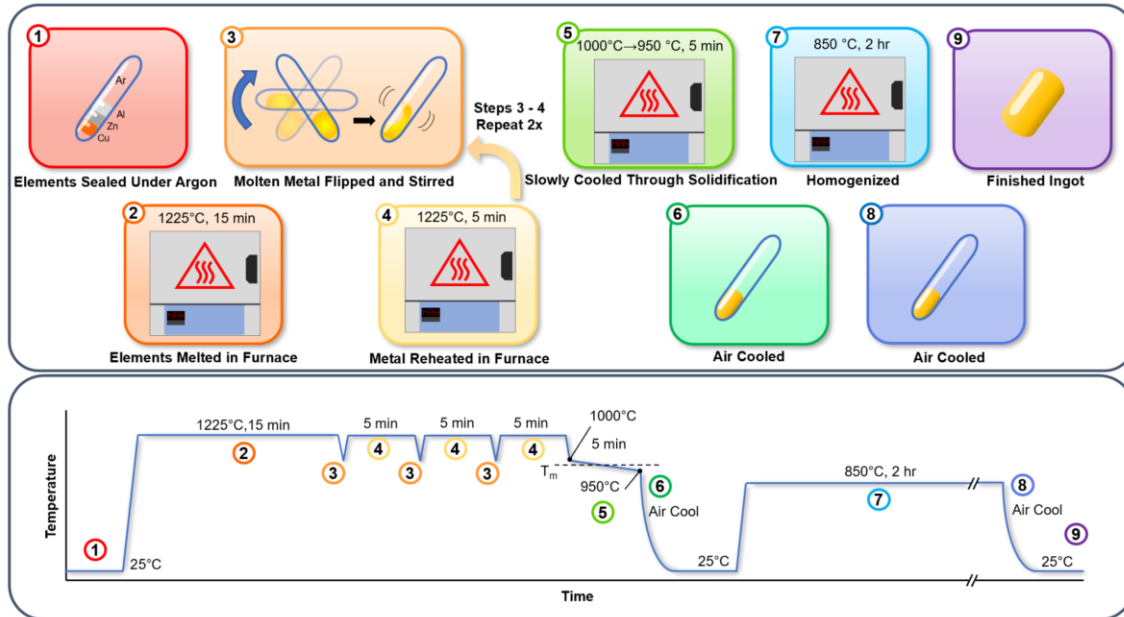 1
Ar
Al
Zn
Cu
Elements Sealed Under Argon
3
Molten Metal Flipped and Stirred
Steps 3 - 4
Repeat 2x
5
1000°C→950 °C, 5 min
Slowly Cooled Through Solidification
7
850 °C, 2 hr
Homogenized
9
Finished Ingot
2
1225°C, 15 min
Elements Melted in Furnace
4
1225°C, 5 min
Metal Reheated in Furnace
6
Air Cooled
8
Air Cooled
Temperature
1225°C,15 min
5 min
5 min
5 min
1000°C
5 min
2
4
4
4
3
3
3
Tm
950°C
5
6
Air Cool
850°C, 2 hr
7
8
Air Cool
9
1
25°C
25°C
25°C
Time